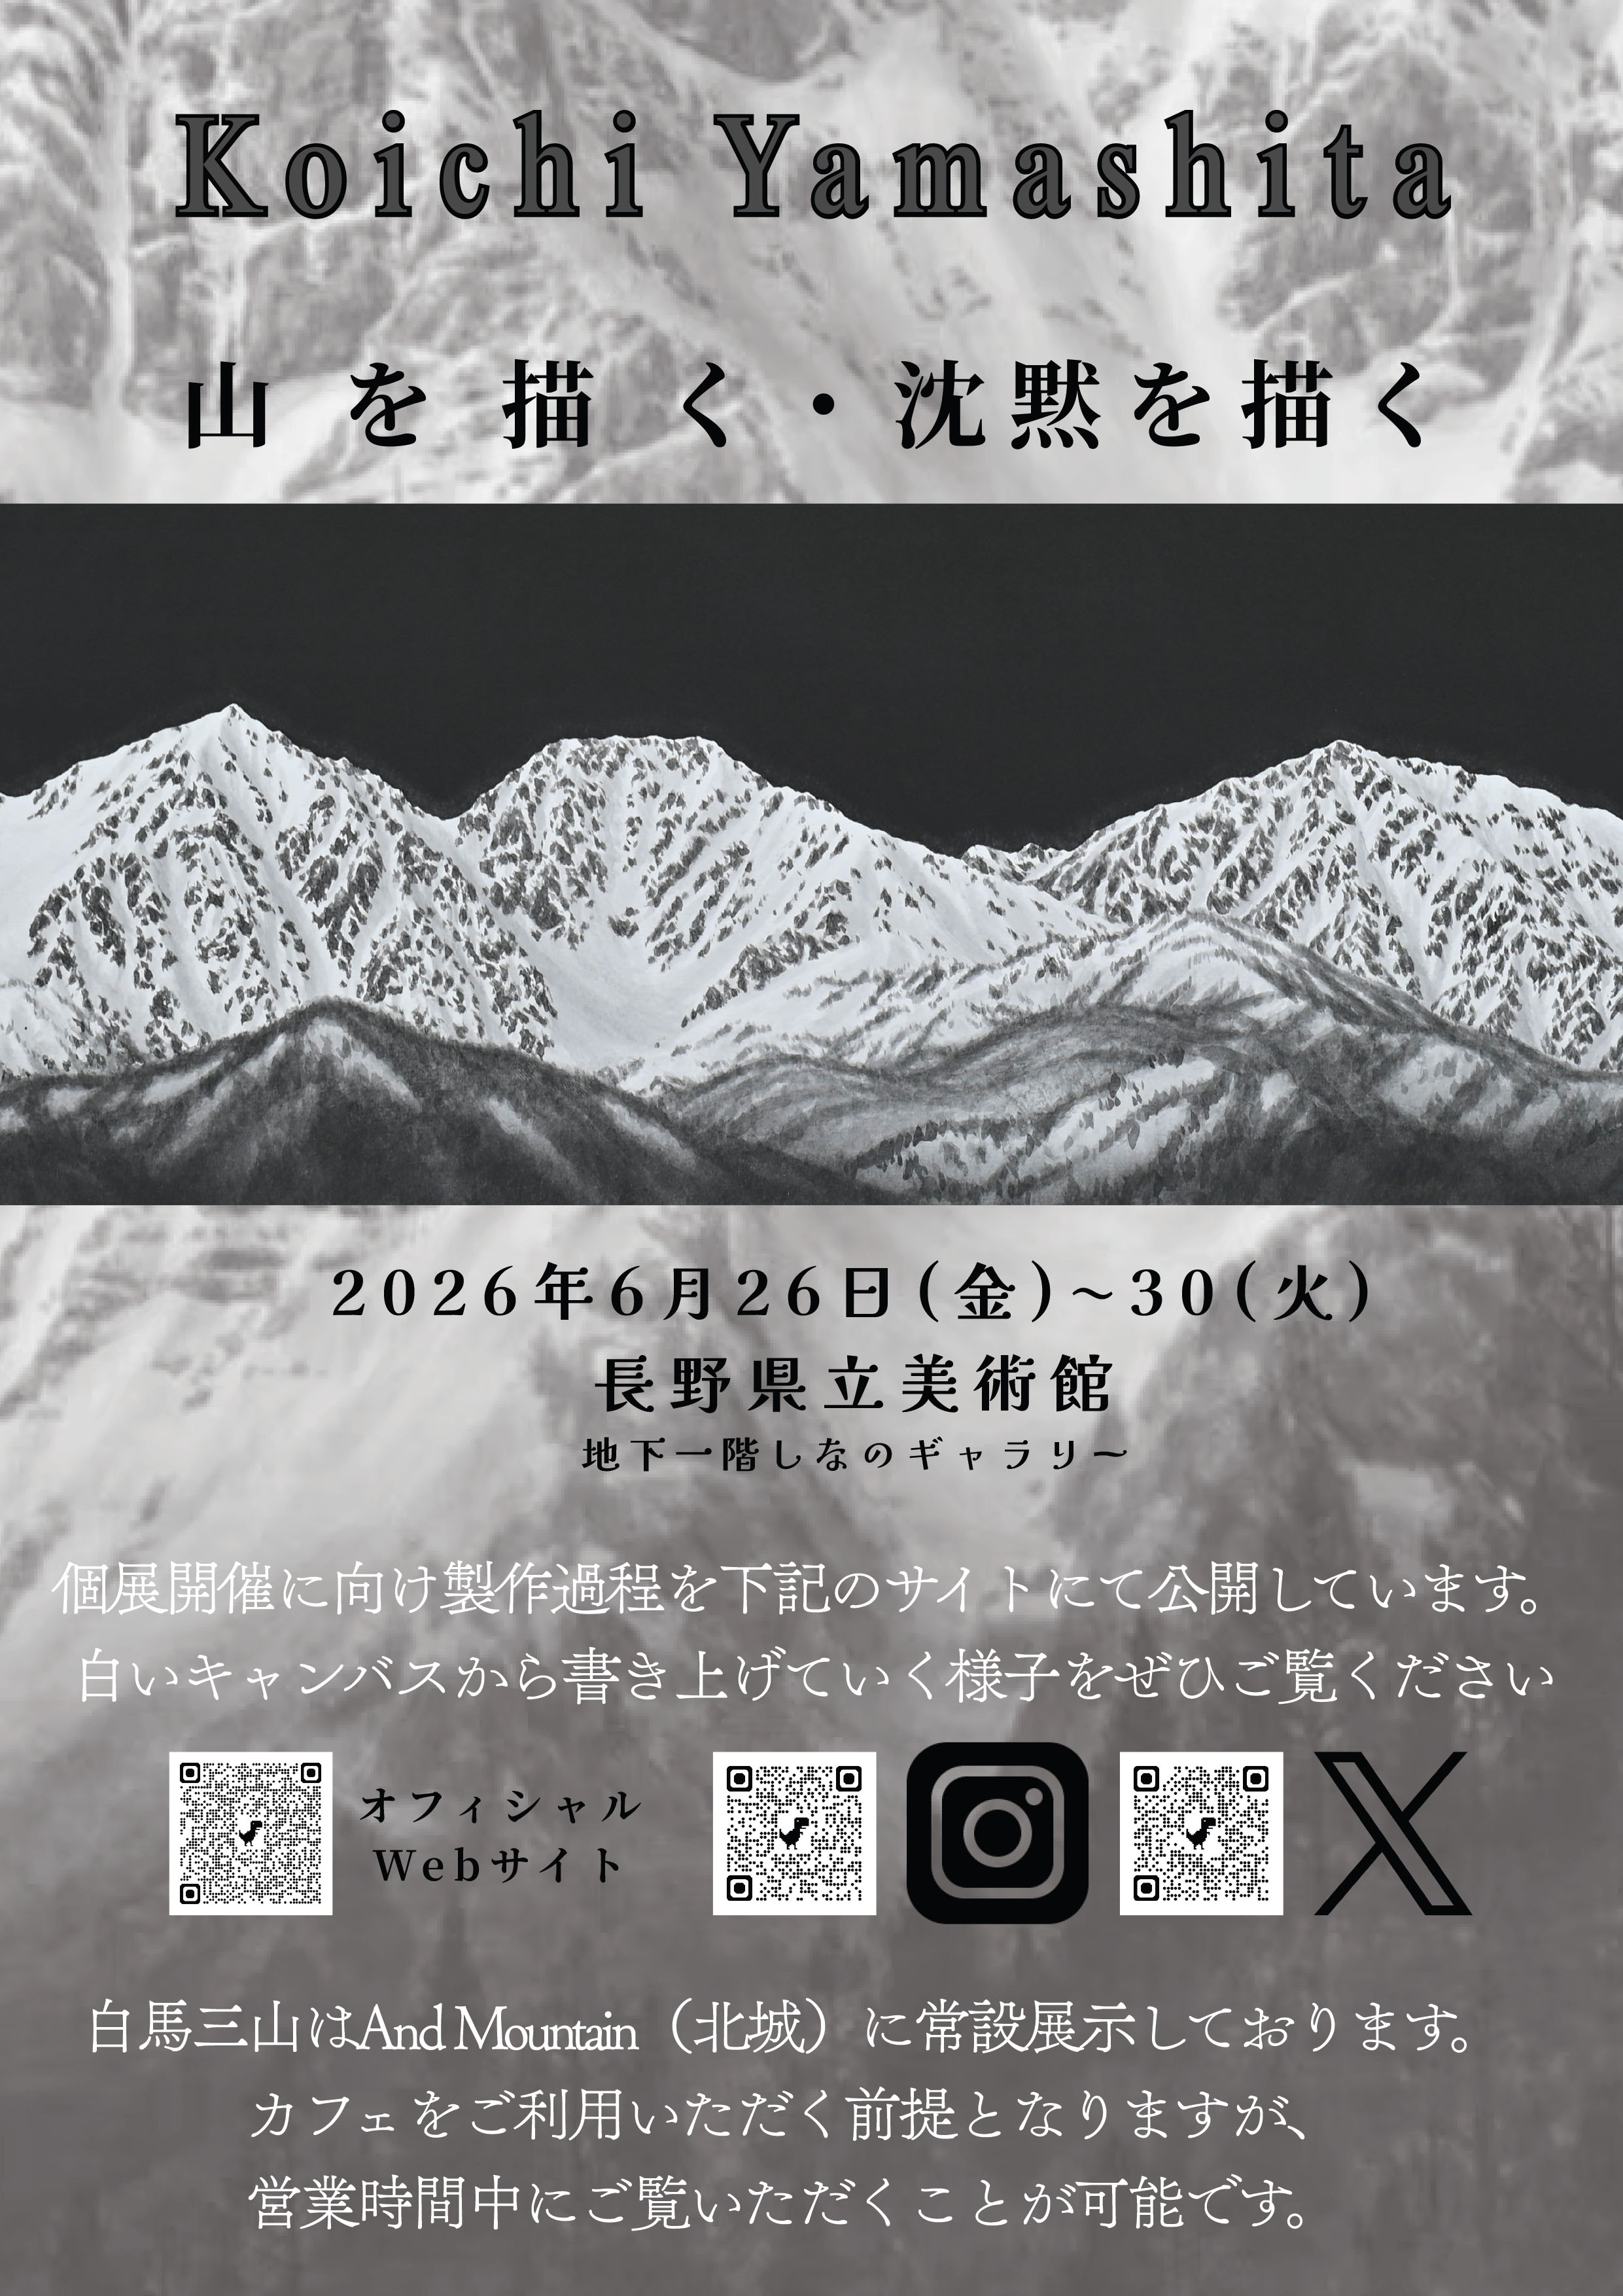 Koichi Yamashita
山を描く・沈黙を描く
2026年6月26日(金)~30(火)
長野県立美術館
地下一階しなのギャラリー
個展開催に向け製作過程を下記のサイトにて公開しています。
白いキャンバスから書き上げていく様子をぜひご覧ください
オフィシャル
Webサイト
白馬三山はAnd Mountain（北城）に常設展示しております。
カフェをご利用いただく前提となりますが、
営業時間中にご覧いただくことが可能です。